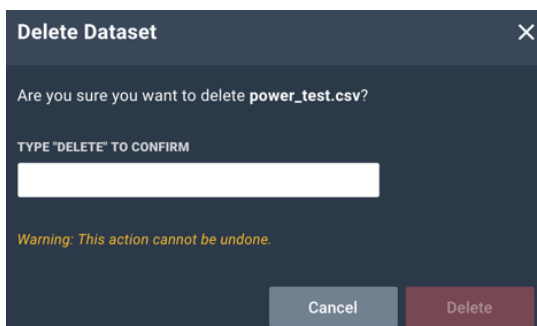 Delete Dataset
Are you sure you want to delete power_test.csv?
TYPE "DELETE" TO CONFIRM
Warning: This action cannot be undone.
Cancel Delete